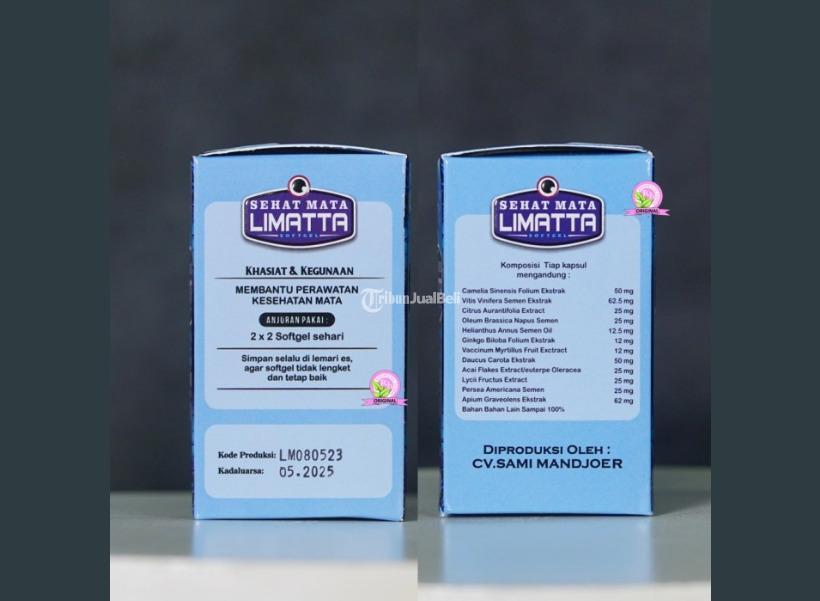 SEHAT MATA
LIMATTA
SOFTGEL
KHASIAT & KEGUNAAN
MEMBANTU PERAWATAN
KESEHATAN MATA
ANJURAN PAKAI :
2 x 2 Softgel sehari
Simpan selalu di lemari es,
agar softgel tidak lengket
dan tetap baik
ORIGINAL
Kode Produksi: LM080523
Kadaluarsa: 05.2025
TribunJualBeli
SEHAT MATA
LIMATTA
SOFTGEL
ORIGINAL
Komposisi Tiap kapsul
mengandung :
Camelia Sinensis Folium Ekstrak 50 mg
Vitis Vinifera Semen Ekstrak 62.5 mg
Citrus Aurantifolia Extract 25 mg
Oleum Brassica Napus Semen 25 mg
Helianthus Annus Semen Oil 12.5 mg
Ginkgo Biloba Folium Ekstrak 12 mg
Vaccinum Myrtillus Fruit Exctract 12 mg
Daucus Carota Ekstrak 50 mg
Acai Flakes Extract/euterpe Oleracea 25 mg
Lycii Fructus Extract 25 mg
Persea Americana Semen 25 mg
Apium Graveolens Ekstrak 62 mg
Bahan Bahan Lain Sampai 100%
DIPRODUKSI OLEH :
CV.SAMI MANDJOER